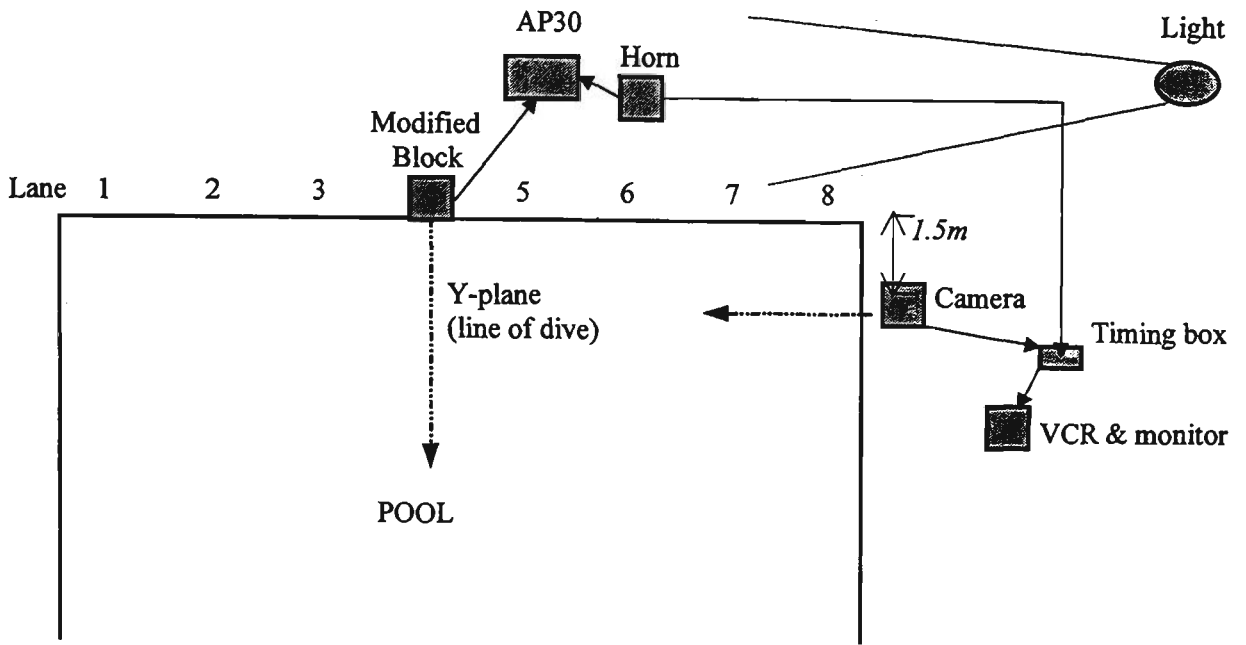 AP30
Light
Horn
Modified
Block
Lane 1 2 3 5 6 7 8
1.5m
Y-plane
(line of dive)
Camera
Timing box
VCR & monitor
POOL